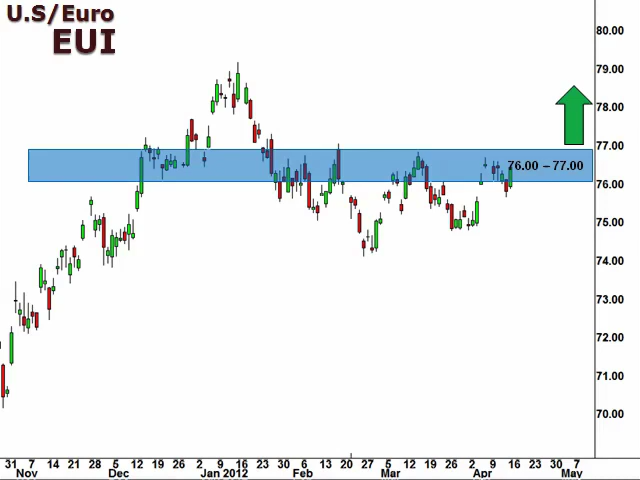 U.S/Euro
EUI
80.00
79.00
78.00
77.00
76.00 – 77.00
76.00
75.00
74.00
73.00
72.00
71.00
70.00
31 7 14 21 28 5 12 19 26 2 9 16 23 30 6 13 20 27 5 12 19 26 2 9 16 23 30 7
Nov Dec Jan 2012 Feb Mar Apr May